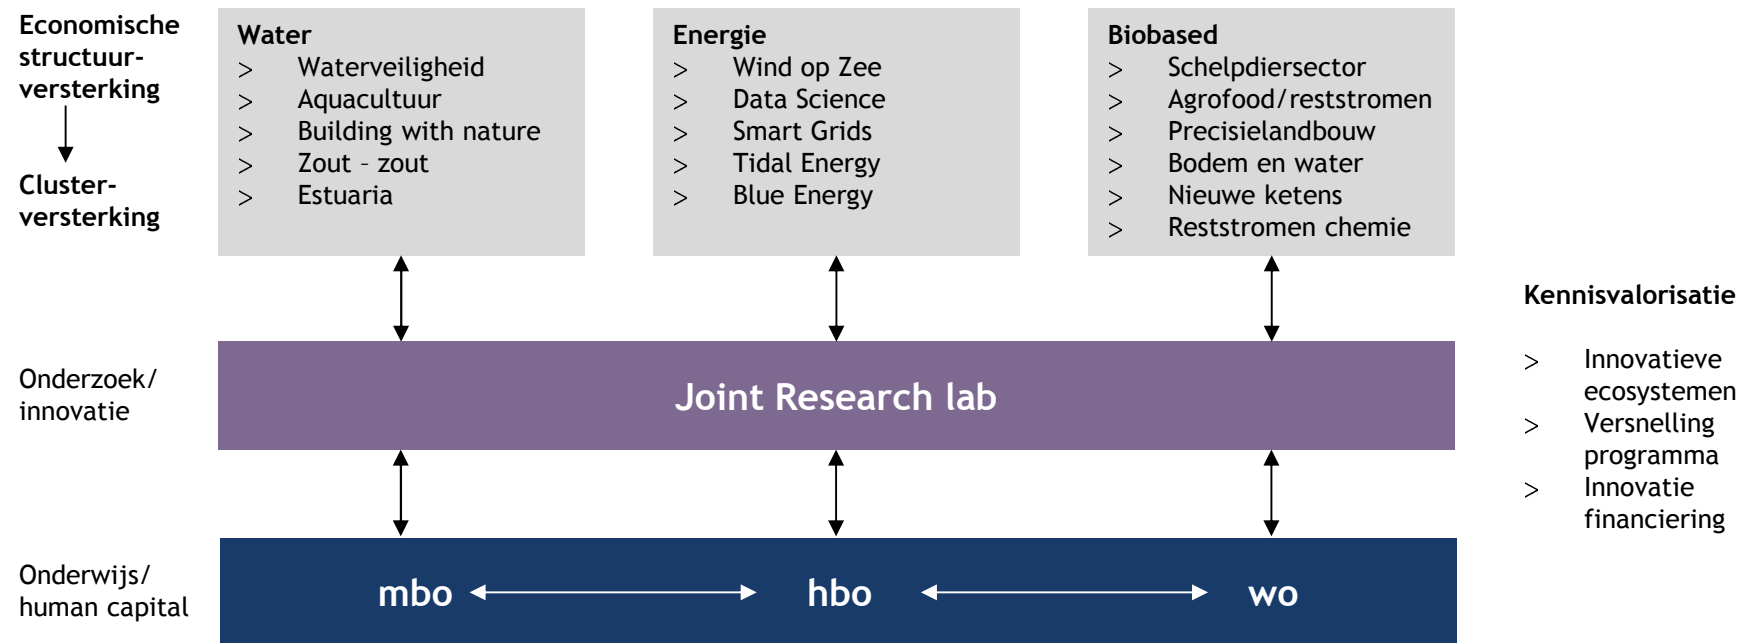 Economische
structuur-
versterking
Cluster-
versterking
Water
> Waterveiligheid
> Aquacultuur
> Building with nature
> Zout – zout
> Estuaria
Energie
> Wind op Zee
> Data Science
> Smart Grids
> Tidal Energy
> Blue Energy
Biobased
> Schelpdiersector
> Agrofood/reststromen
> Precisielandbouw
> Bodem en water
> Nieuwe ketens
> Reststromen chemie
Onderzoek/
innovatie
Joint Research lab
Kennisvalorisatie
> Innovatieve
ecosystemen
> Versnelling
programma
> Innovatie
financiering
Onderwijs/
human capital
mbo
hbo
wo